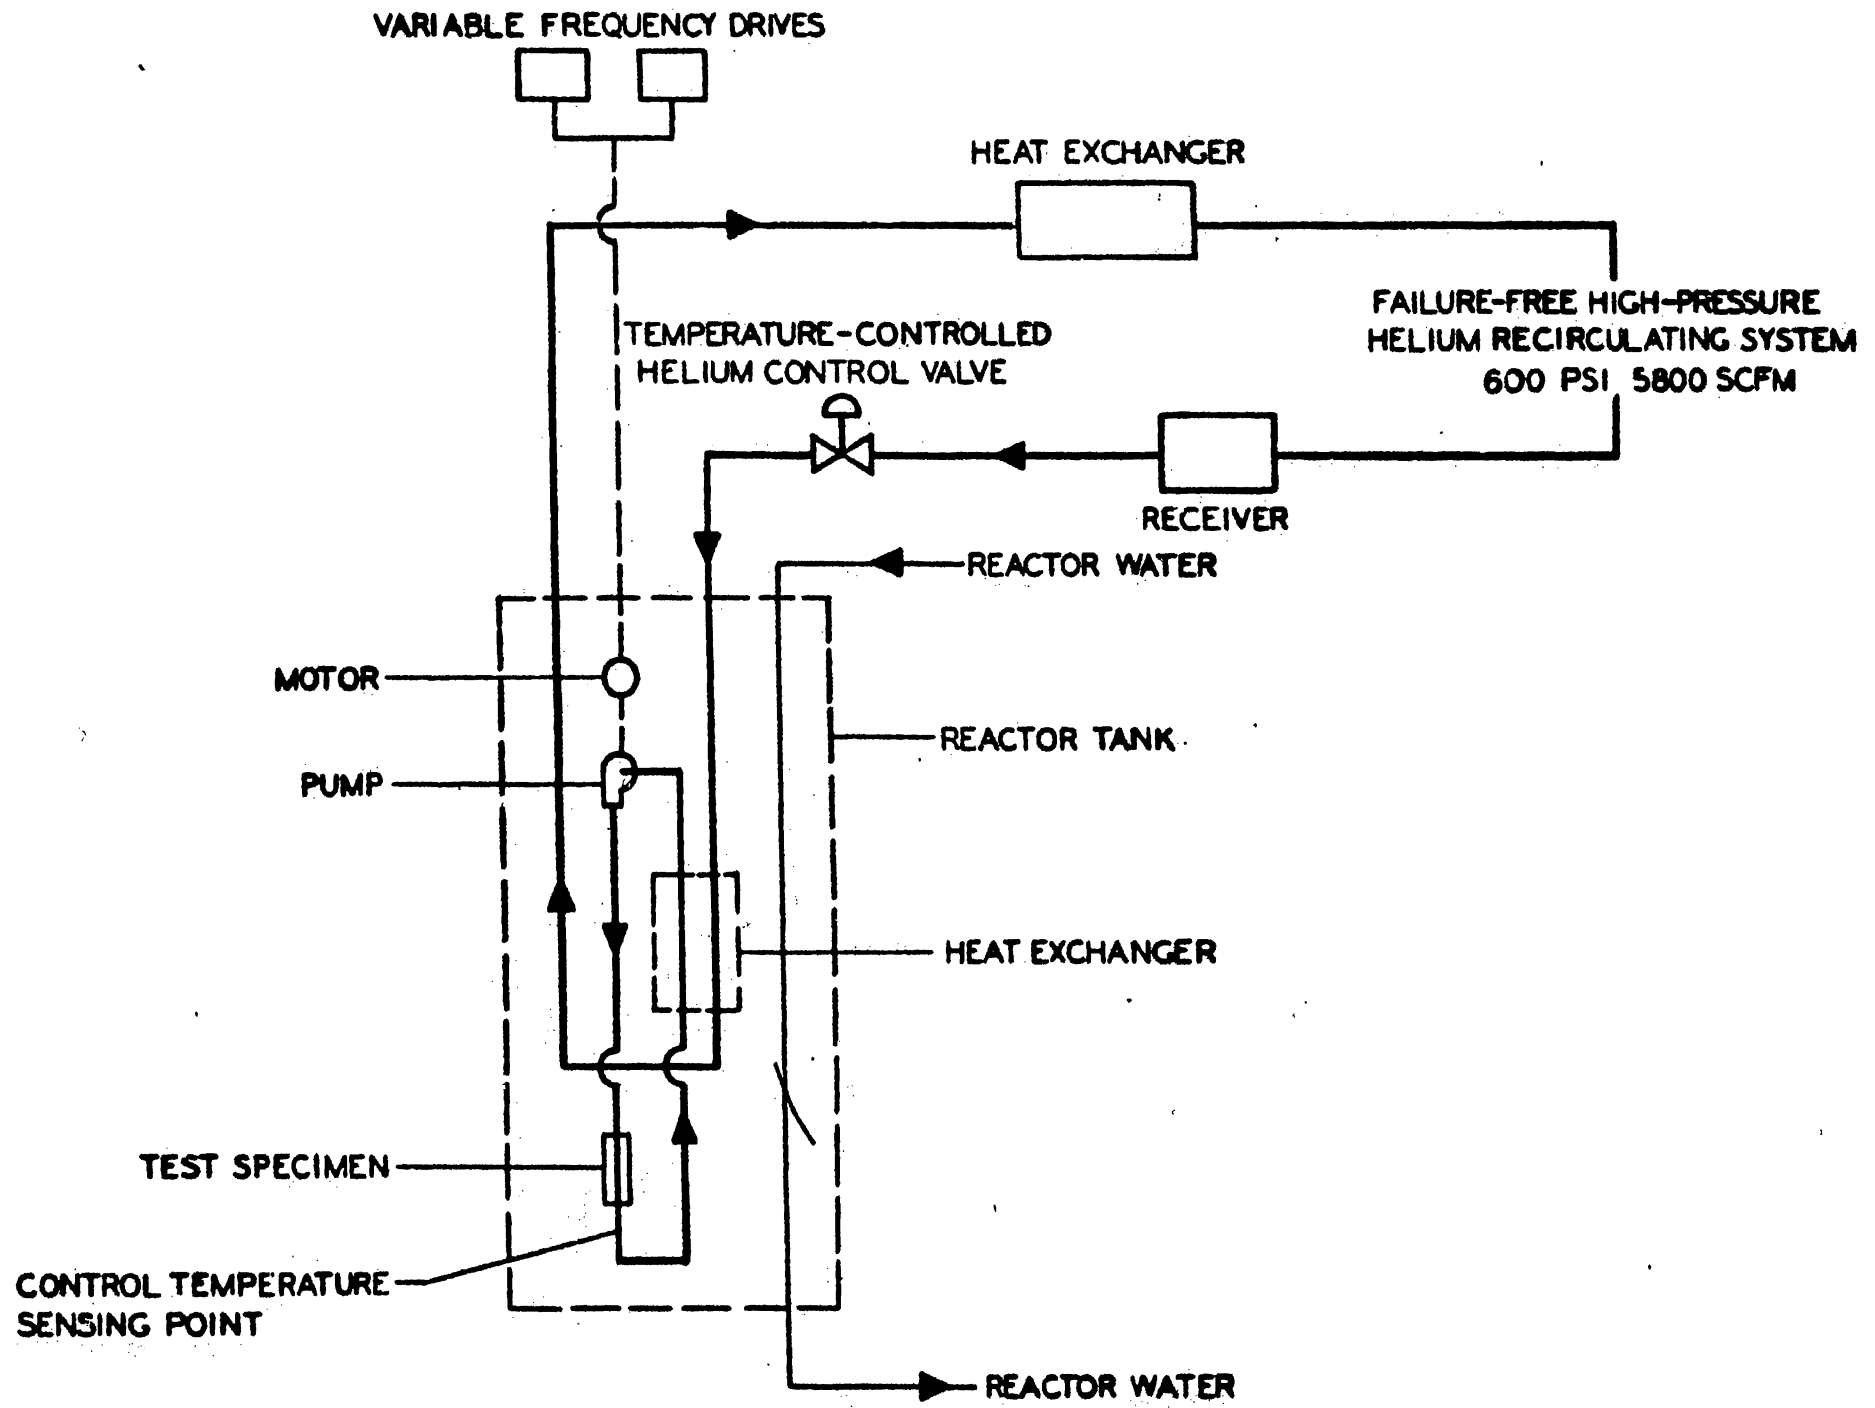 VARIABLE FREQUENCY DRIVES
HEAT EXCHANGER
FAILURE-FREE HIGH-PRESSURE
HELIUM RECIRCULATING SYSTEM
600 PSI 5800 SCFM
TEMPERATURE-CONTROLLED
HELIUM CONTROL VALVE
RECEIVER
REACTOR WATER
MOTOR
REACTOR TANK
PUMP
HEAT EXCHANGER
TEST SPECIMEN
CONTROL TEMPERATURE
SENSING POINT
REACTOR WATER